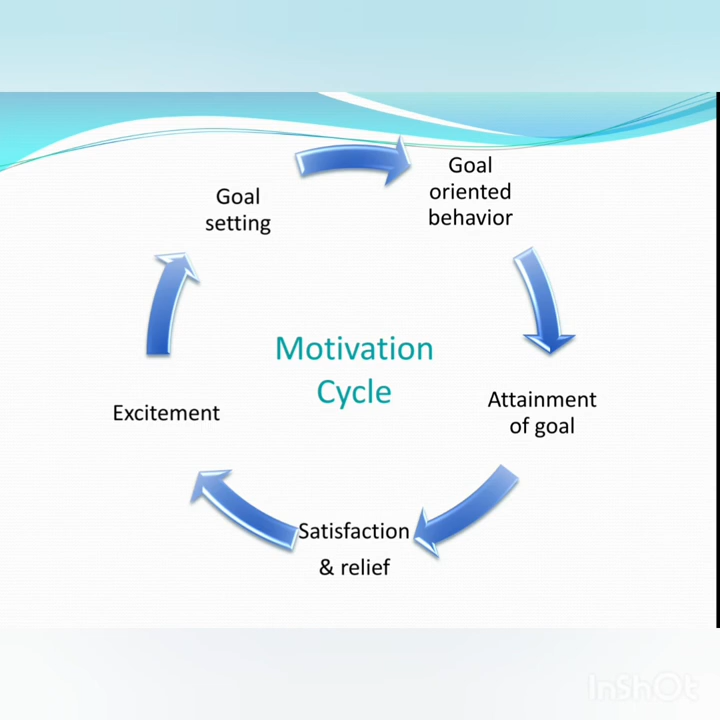 Goal
setting
Goal
oriented
behavior
Motivation
Cycle
Attainment
of goal
Excitement
Satisfaction
& relief
InShOt